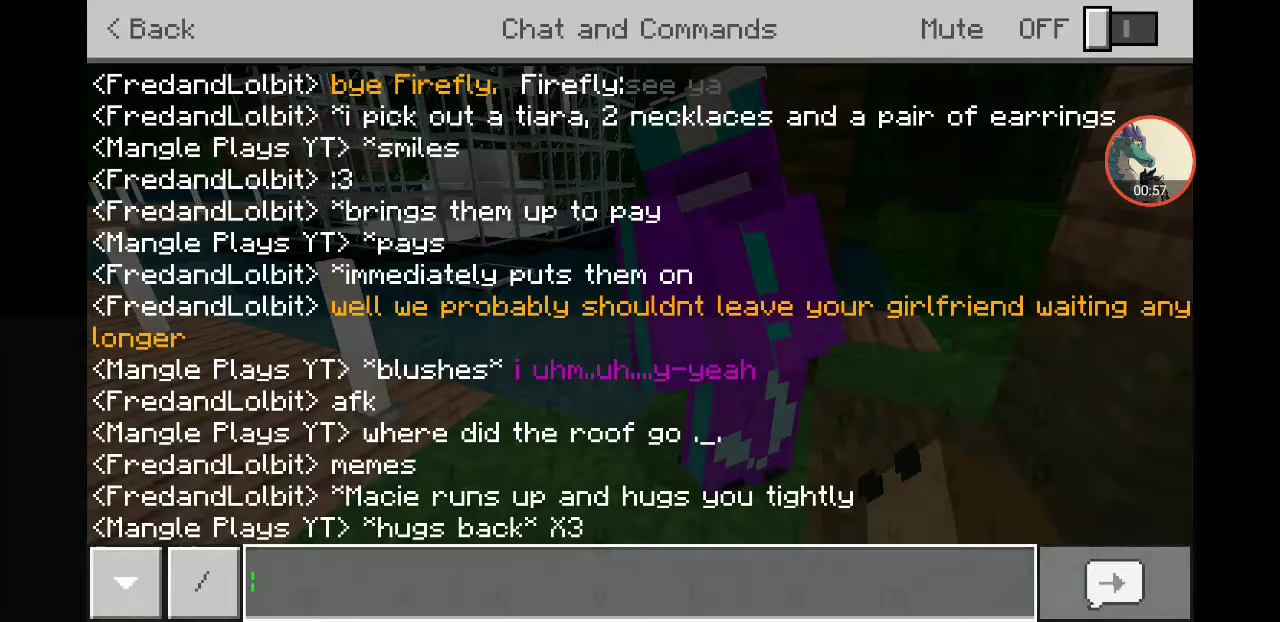 < Back Chat and Commands Mute OFF
<FredandLolbit> bye Firefly. Firefly:see ya
<FredandLolbit> *i pick out a tiara, 2 necklaces and a pair of earrings
<Mangle Plays YT> *smiles
<FredandLolbit> :3
<FredandLolbit> *brings them up to pay
<Mangle Plays YT> *pays
<FredandLolbit> *immediately puts them on
<FredandLolbit> well we probably shouldnt leave your girlfriend waiting any
longer
<Mangle Plays YT> *blushes* i uhm..uh....y-yeah
<FredandLolbit> afk
<Mangle Plays YT> where did the roof go ._.
<FredandLolbit> memes
<FredandLolbit> *Macie runs up and hugs you tightly
<Mangle Plays YT> *hugs back* X3
/
00:57